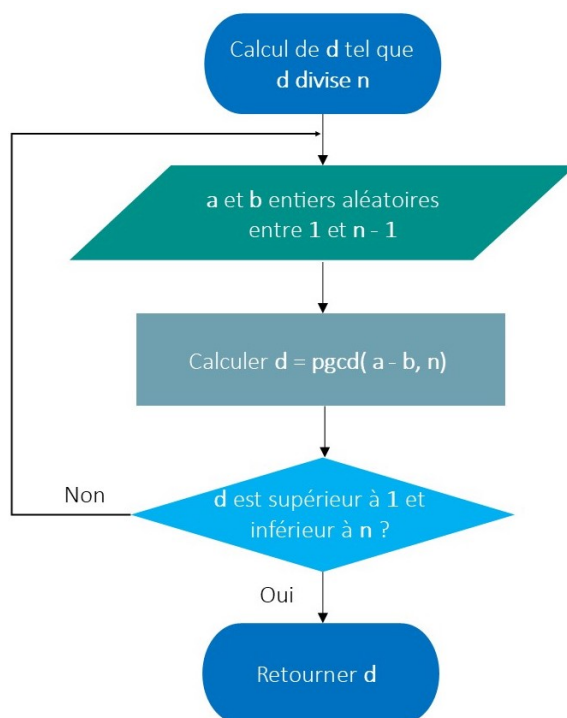 Calcul de d tel que
d divise n
a et b entiers aléatoires
entre 1 et n - 1
Calculer d = pgcd( a - b, n)
d est supérieur à 1 et
inférieur à n ?
Non
Oui
Retourner d